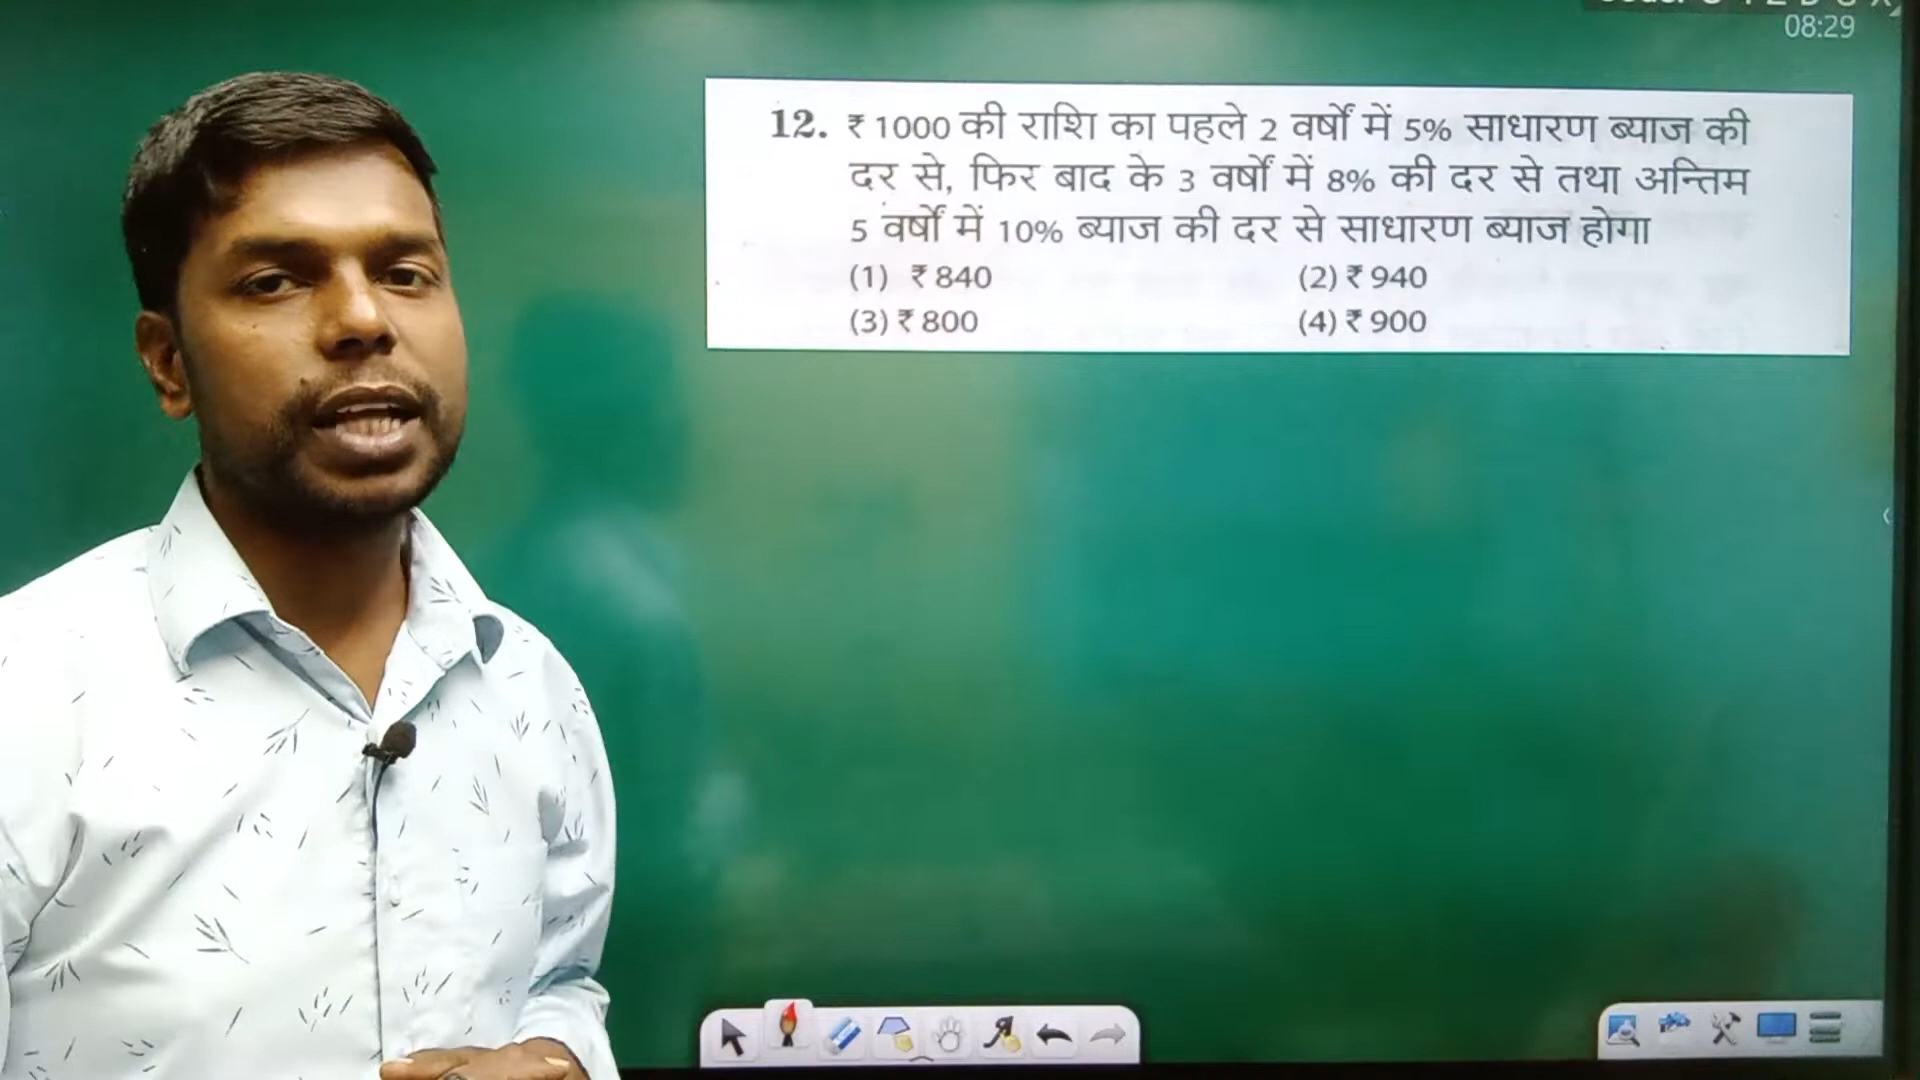 08:29
12. ₹ 1000 की राशि का पहले 2 वर्षों में 5% साधारण ब्याज की
दर से, फिर बाद के 3 वर्षों में 8% की दर से तथा अन्तिम
5 वर्षों में 10% ब्याज की दर से साधारण ब्याज होगा
(1) ₹ 840 (2) ₹ 940
(3) ₹ 800 (4) ₹ 900